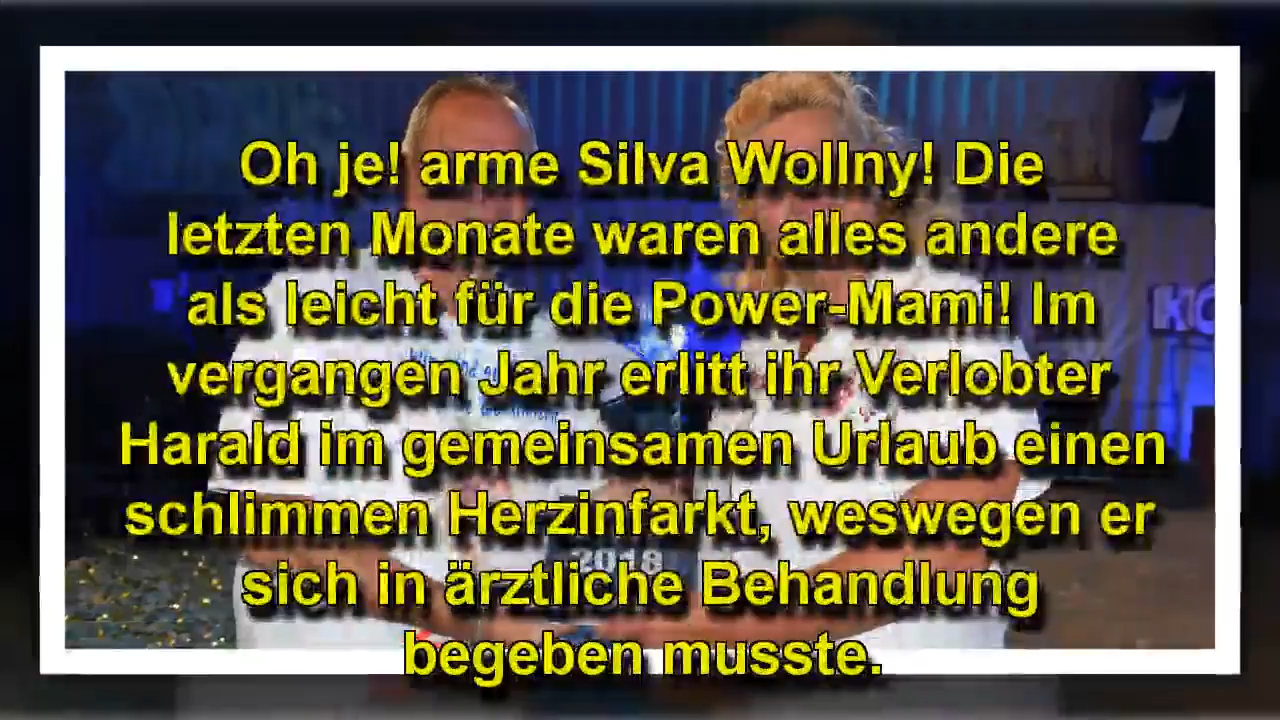 Oh je! arme Silva Wollny! Die
letzten Monate waren alles andere
als leicht für die Power-Mami! Im
vergangen Jahr erlitt ihr Verlobter
Harald im gemeinsamen Urlaub einen
schlimmen Herzinfarkt, weswegen er
sich in ärztliche Behandlung
begeben musste.
KÖ
2018